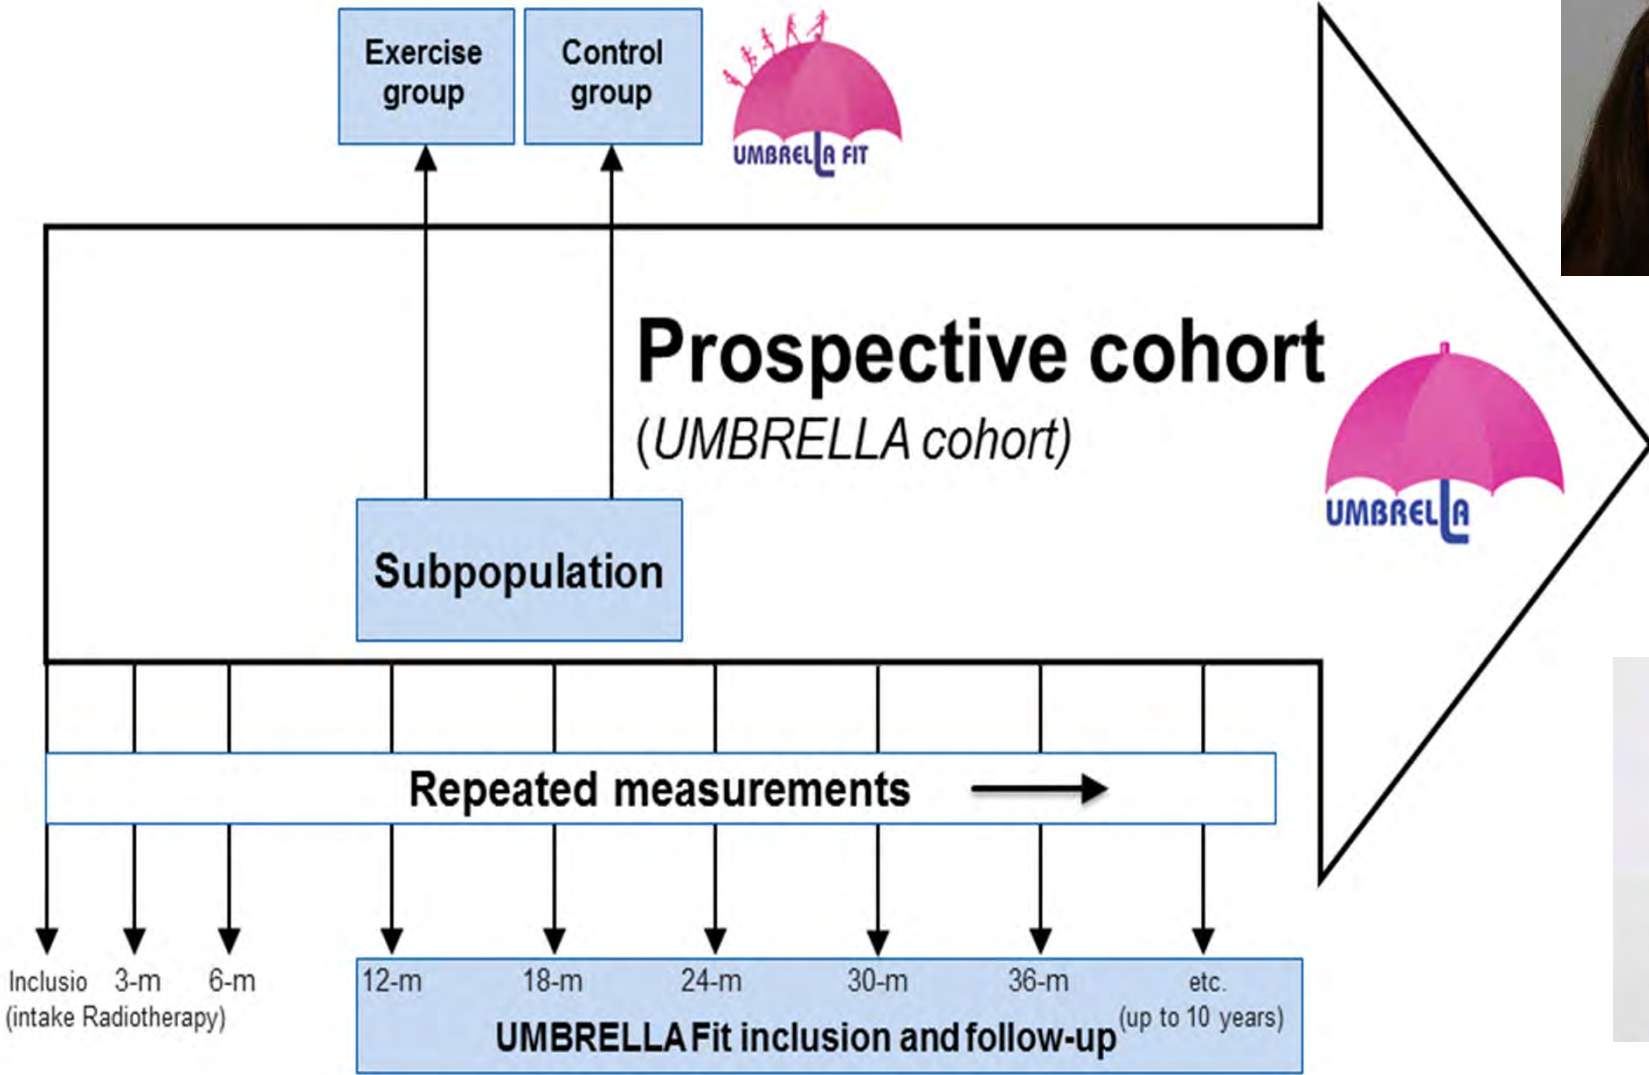 Exercise
group
Control
group
UMBRELLA FIT
Prospective cohort
(UMBRELLA cohort)
UMBRELLA
Subpopulation
Repeated measurements
Inclusio 3-m 6-m 12-m 18-m 24-m 30-m 36-m etc.
(intake Radiotherapy) (up to 10 years)
UMBRELLA Fit inclusion and follow-up